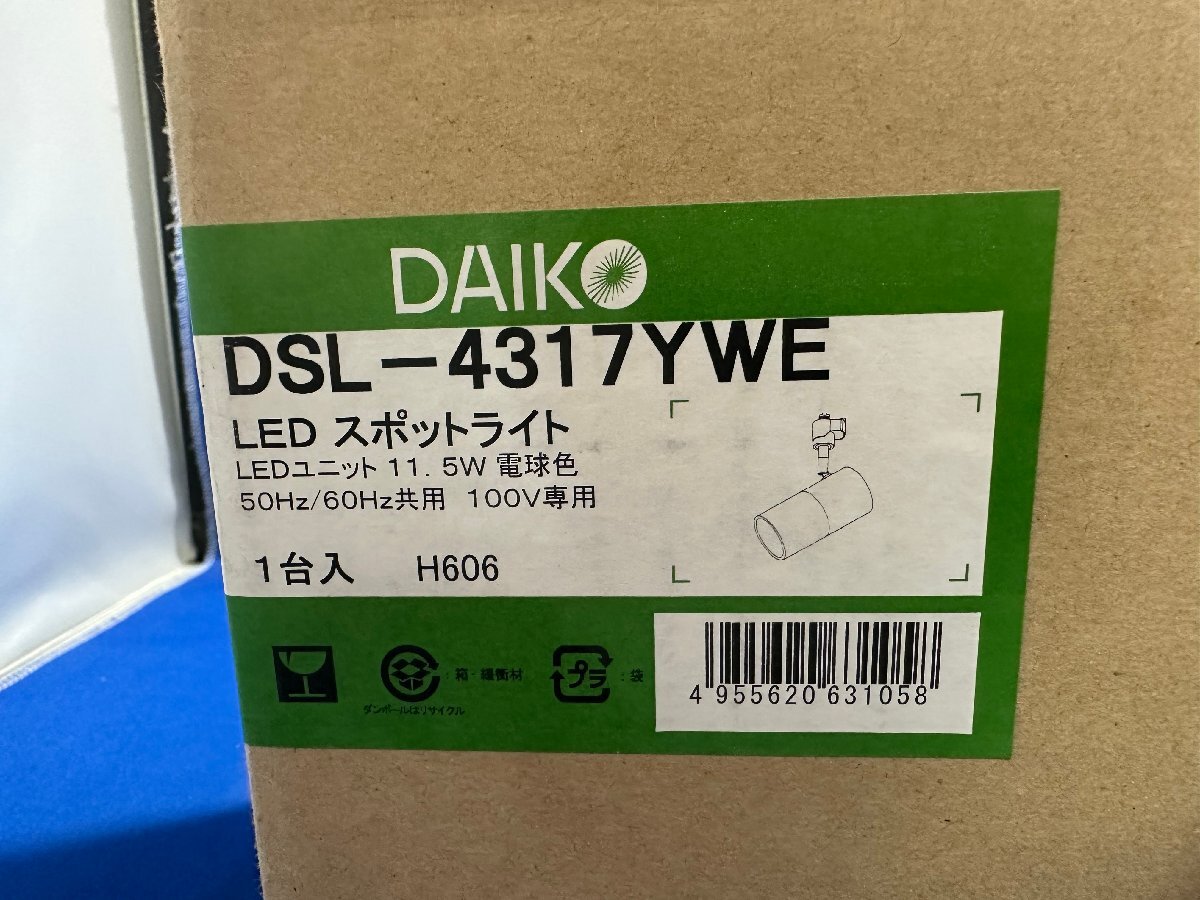 DAIKO
DSL-4317YWE
LED スポットライト
LEDユニット 11.5W 電球色
50Hz/60Hz共用 100V専用
1台入 H606
：箱・緩衝材
ダンボールはリサイクル
プラ ：袋
4 955620 631058